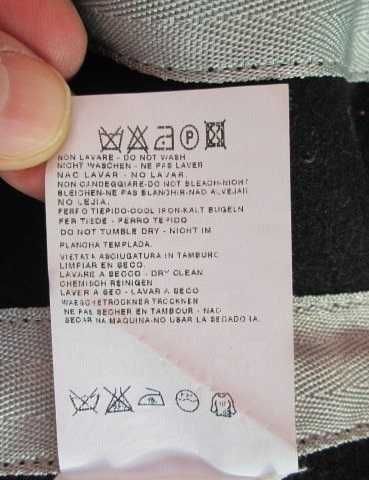 P
NON LAVARE - DO NOT WASH
NICHT WASCHEN - NE PAS LAVER
NAO LAVAR - NO LAVAR.
NON CANDEGGIARE-DO NOT BLEACH-NICHT
BLEICHEN-NE PAS BLANCHIR-NAO ALVEJAR
NO LEJIA.
FERRO TIEPIDO-COOL IRON-KALT BUGELN
FER TIEDE - FERRO TEPIDO
DO NOT TUMBLE DRY - NICHT IM
PLANCHA TEMPLADA.
VIETATA ASCIUGATURA IN TAMBURO
LIMPIAR EN SECO.
LAVARE A SECCO - DRY CLEAN
CHEMISCH REINIGEN
LAVER A SEC - LAVAR A SECO
WAESCHETROCKNER TROCKNEN
NE PAS SECHER EN TAMBOUR - NAO
SECAR NA MAQUINA-NO USAR LA SECADORA.